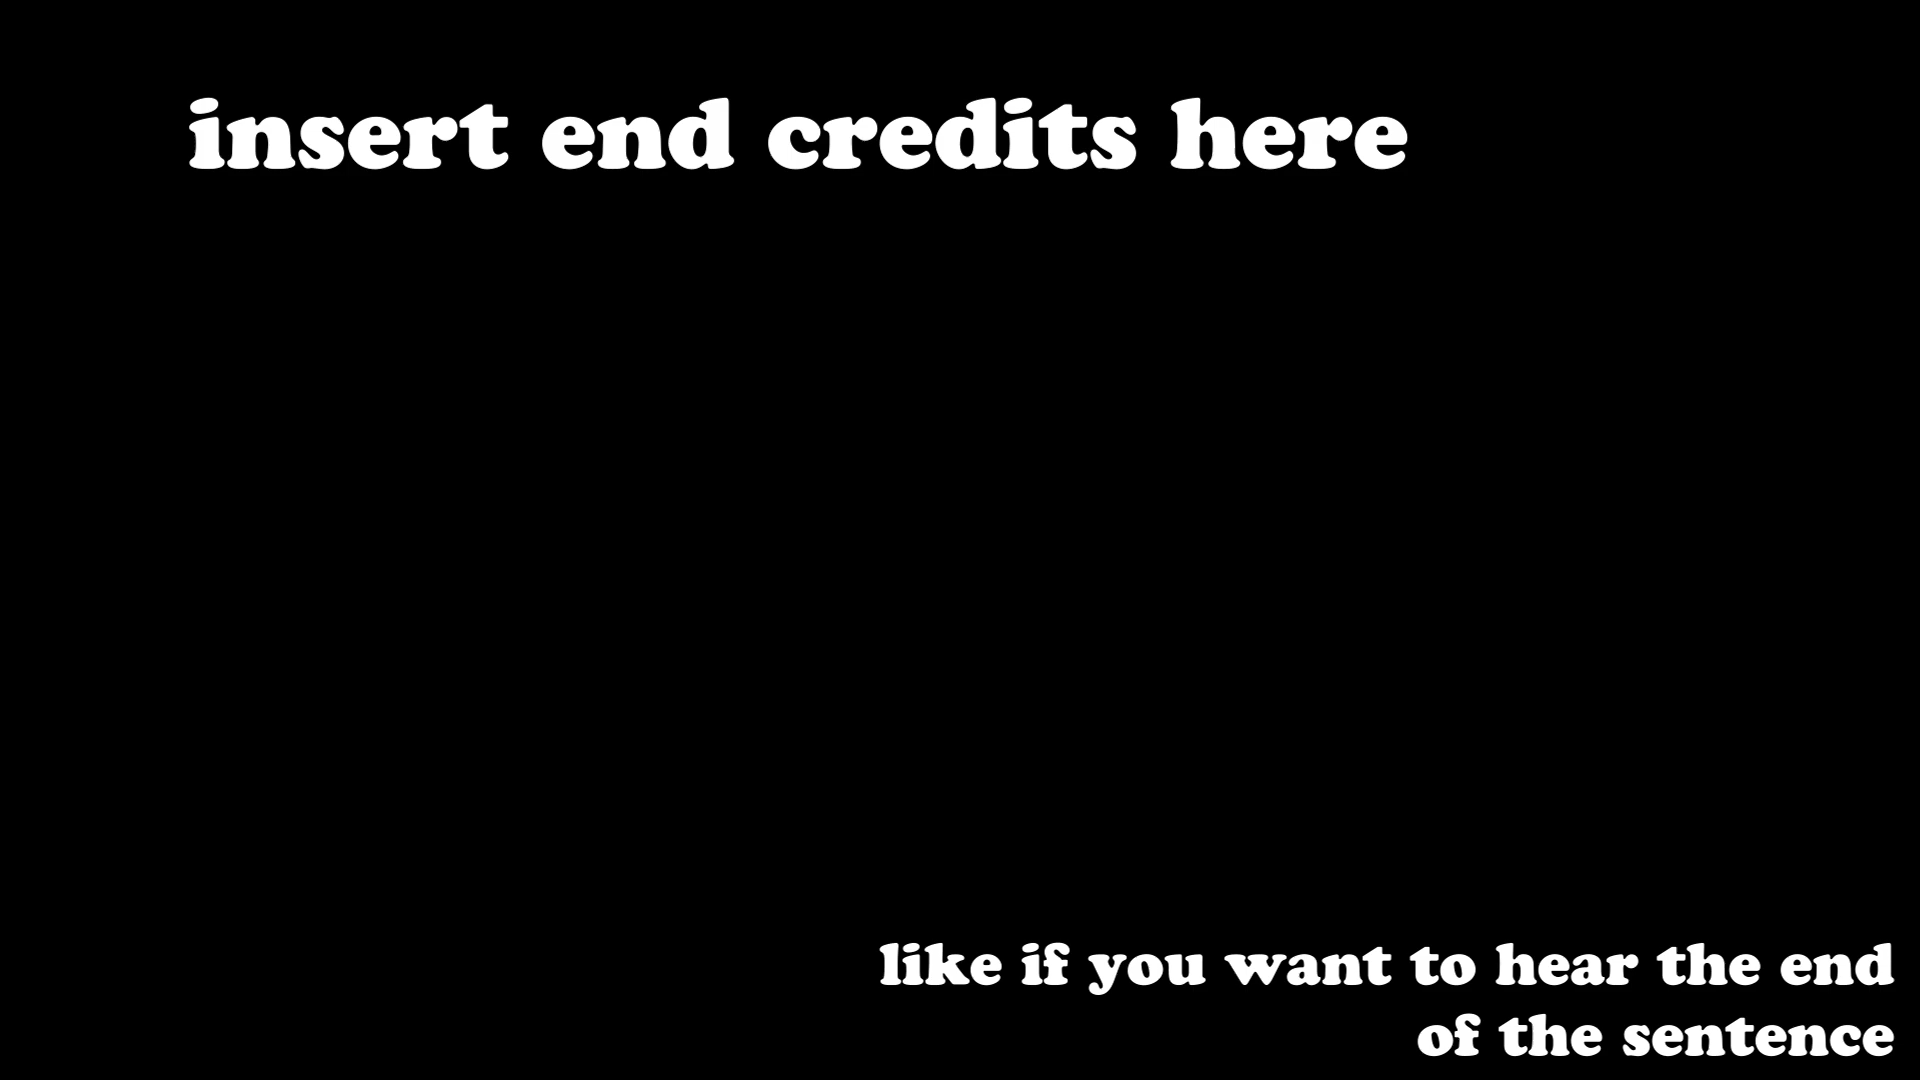 insert end credits here
like if you want to hear the end
of the sentence